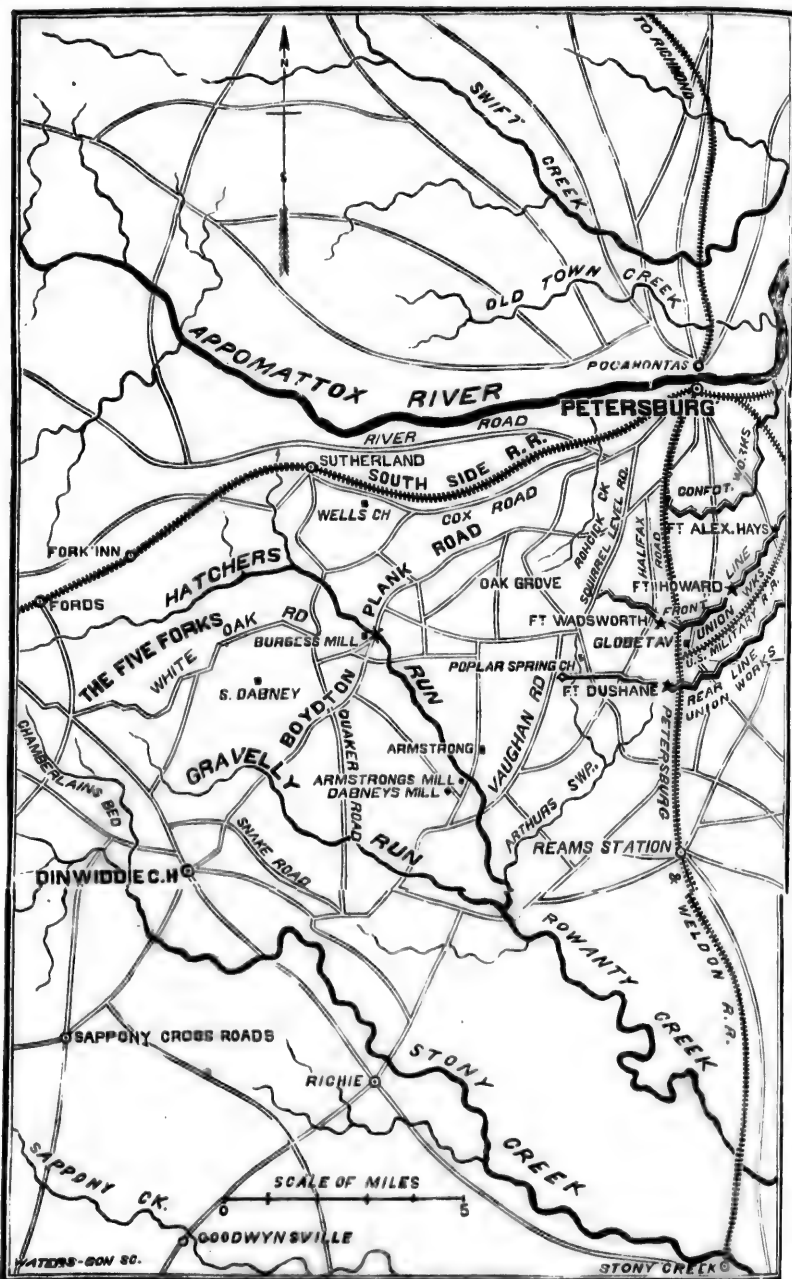 TO RICHMOND
N
S
SWIFT CREEK
OLD TOWN CREEK
POCAHONTAS
APPOMATTOX RIVER
PETERSBURG
RIVER ROAD
SUTHERLAND
SOUTH SIDE R.R.
CONFDT. WORKS
WELLS CH
COX ROAD
FT ALEX. HAYS
FORK INN
PLANK ROAD
ROHOICK CK
SQUIRREL LEVEL RD.
HALIFAX ROAD
HATCHERS RUN
OAK GROVE
FT HOWARD
FORDS
FT WADSWORTH
FRONT LINE
UNION WKS
THE FIVE FORKS
WHITE OAK RD
BURGESS MILL
GLOBE TAV
U.S. MILITARY R.R.
POPLAR SPRING CH
S. DABNEY
FT DUSHANE
REAR LINE
UNION WORKS
BOYDTON
VAUGHAN RD
QUAKER ROAD
ARMSTRONG
CHAMBERLAINS BED
GRAVELLY RUN
ARMSTRONGS MILL
DABNEYS MILL
ARTHURS SWP.
PETERSBURG & WELDON R.R.
SNAKE ROAD
REAMS STATION
DINWIDDIE C.H
ROWANTY CREEK
SAPPONY CROSS ROADS
RICHIE
STONY CREEK
SAPPONY CK.
SCALE OF MILES
0 5
GOODWYNSVILLE
WATERS-SON SC.
STONY CREEK